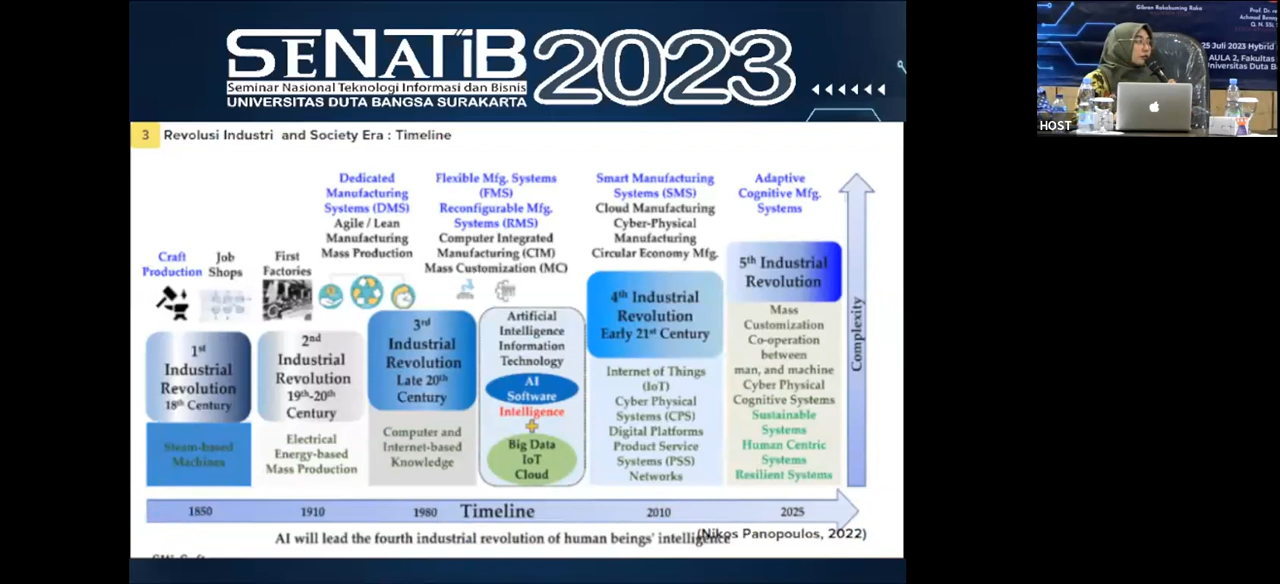 SENATiB 2023
Seminar Nasional Teknologi Informasi dan Bisnis
UNIVERSITAS DUTA BANGSA SURAKARTA
3 Revolusi Industri and Society Era : Timeline
Craft
Production
Job
Shops
First
Factories
Dedicated
Manufacturing
Systems (DMS)
Agile / Lean
Manufacturing
Mass Production
Flexible Mfg. Systems
(FMS)
Reconfigurable Mfg.
Systems (RMS)
Computer Integrated
Manufacturing (CIM)
Mass Customization (MC)
Smart Manufacturing
Systems (SMS)
Cloud Manufacturing
Cyber-Physical
Manufacturing
Circular Economy Mfg.
Adaptive
Cognitive Mfg.
Systems
1st
Industrial
Revolution
18th Century
Steam-based
Machines
2nd
Industrial
Revolution
19th-20th
Century
Electrical
Energy-based
Mass Production
3rd
Industrial
Revolution
Late 20th
Century
Computer and
Internet-based
Knowledge
Artificial
Intelligence
Information
Technology
AI
Software
Intelligence
Big Data
IoT
Cloud
4th Industrial
Revolution
Early 21st Century
Internet of Things
(IoT)
Cyber Physical
Systems (CPS)
Digital Platforms
Product Service
Systems (PSS)
Networks
5th Industrial
Revolution
Mass
Customization
Co-operation
between
man, and machine
Cyber Physical
Cognitive Systems
Sustainable
Systems
Human Centric
Systems
Resilient Systems
Complexity
1850
1910
1980
Timeline
2010
2025
AI will lead the fourth industrial revolution of human beings' intelligence
(Nikos Panopoulos, 2022)
Gibran Rakabuming Raka
Prof. Dr.
25 Juli 2023 Hybrid
AULA 2, Fakultas
Universitas Duta B
HOST